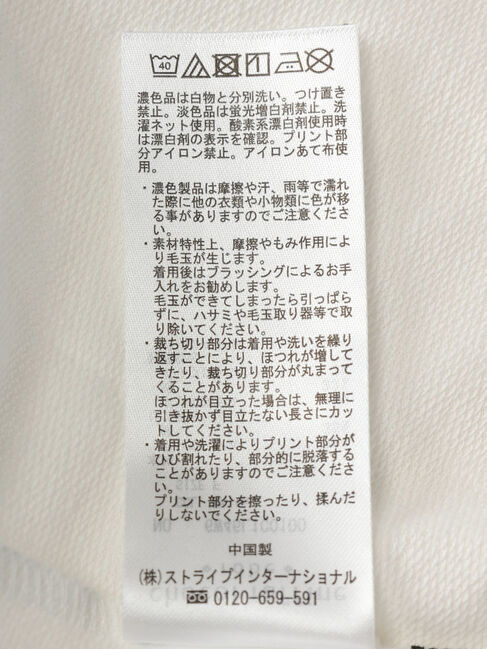 40
濃色品は白物と分別洗い。つけ置き
禁止。淡色品は蛍光増白剤禁止。洗
濯ネット使用。酸素系漂白剤使用時
は漂白剤の表示を確認。プリント部
分アイロン禁止。アイロンあて布使
用。
・濃色製品は摩擦や汗、雨等で濡れ
た際に他の衣類や小物類に色が移
る事がありますのでご注意くださ
い。
・素材特性上、摩擦やもみ作用によ
り毛玉が生じます。
着用後はブラッシングによるお手
入れをお勧めします。
毛玉ができてしまったら引っぱら
ずに、ハサミや毛玉取り器等で取
り除いてください。
・裁ち切り部分は着用や洗いを繰り
返すことにより、ほつれが増して
きたり、裁ち切り部分が丸まって
くることがあります。
ほつれが目立った場合は、無理に
引き抜かず目立たない長さにカッ
トしてください。
・着用や洗濯によりプリント部分が
ひび割れたり、部分的に脱落する
ことがありますのでご注意くださ
い。
プリント部分を擦ったり、揉んだ
りしないでください。
中国製
(株)ストライプインターナショナル
0120-659-591